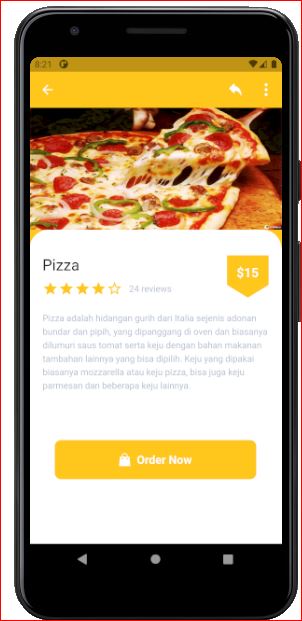 8:21
Pizza
$15
24 reviews
Pizza adalah hidangan gurih dari Italia sejenis adonan
bundar dan pipih, yang dipanggang di oven dan biasanya
dilumuri saus tomat serta keju dengan bahan makanan
tambahan lainnya yang bisa dipilih. Keju yang dipakai
biasanya mozzarella atau keju pizza, bisa juga keju
parmesan dan beberapa keju lainnya.
Order Now